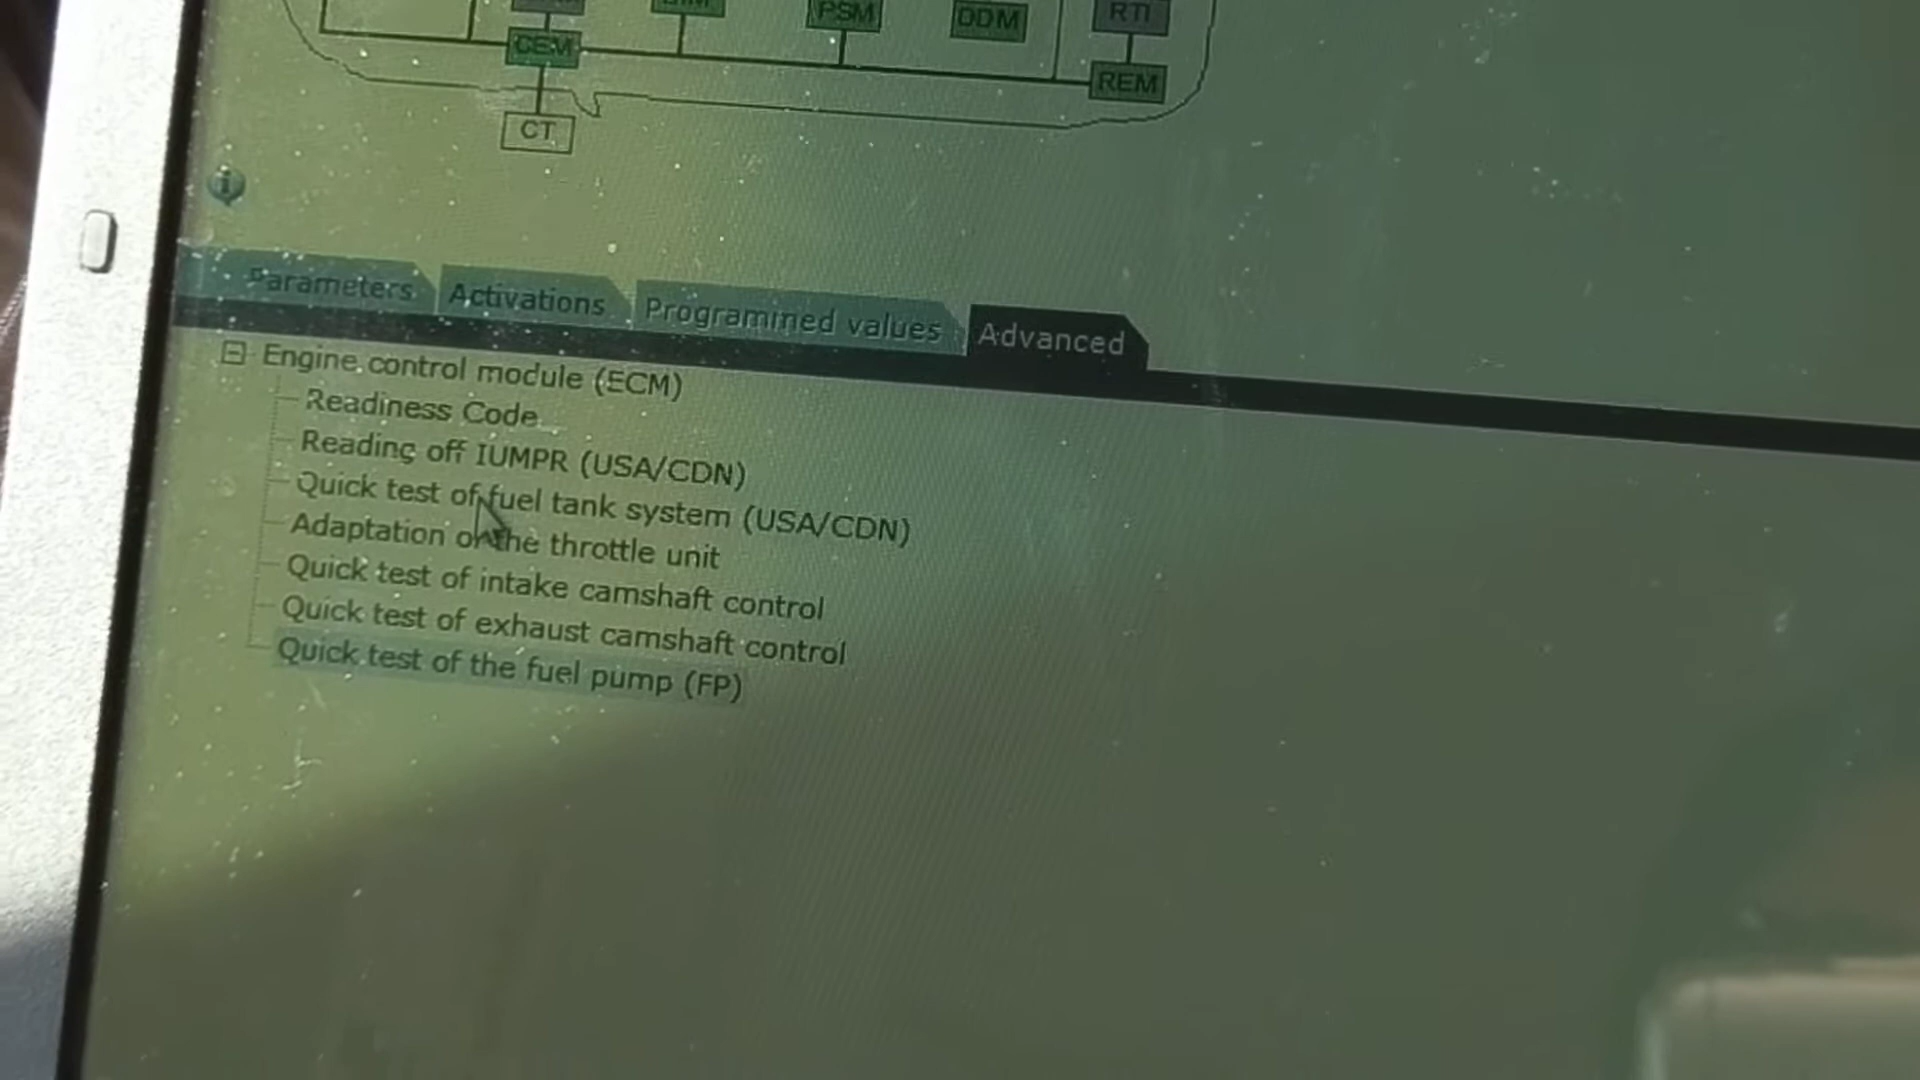 PSM
DDM
RTI
CEM
REM
CT
i
Parameters
Activations
Programmed values
Advanced
Engine control module (ECM)
Readiness Code
Reading off IUMPR (USA/CDN)
Quick test of fuel tank system (USA/CDN)
Adaptation of the throttle unit
Quick test of intake camshaft control
Quick test of exhaust camshaft control
Quick test of the fuel pump (FP)